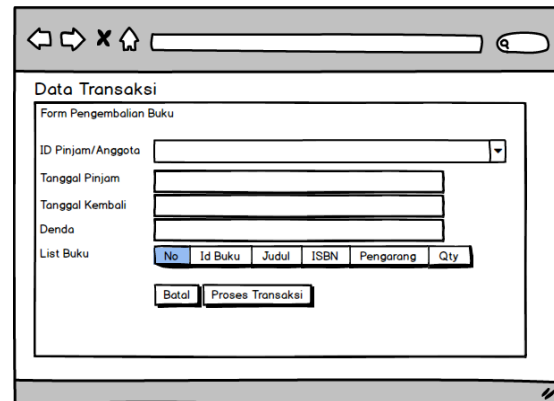 Data Transaksi
Form Pengembalian Buku
ID Pinjam/Anggota
Tanggal Pinjam
Tanggal Kembali
Denda
List Buku No Id Buku Judul ISBN Pengarang Qty
Batal Proses Transaksi